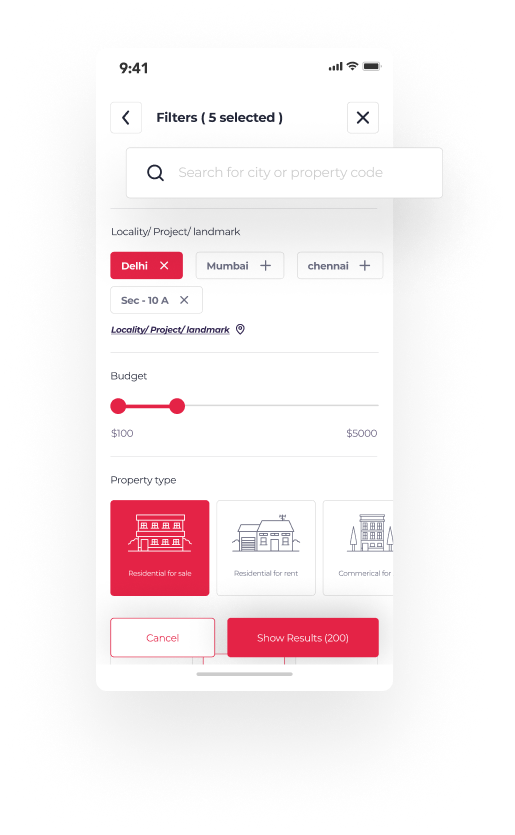 9:41
Filters ( 5 selected )
Search for city or property code
Locality/ Project/ landmark
Delhi Mumbai chennai
Sec - 10 A
Locality/ Project/ landmark
Budget
$100 $5000
Property type
Residential for sale Residential for rent Commerical for
Cancel Show Results (200)